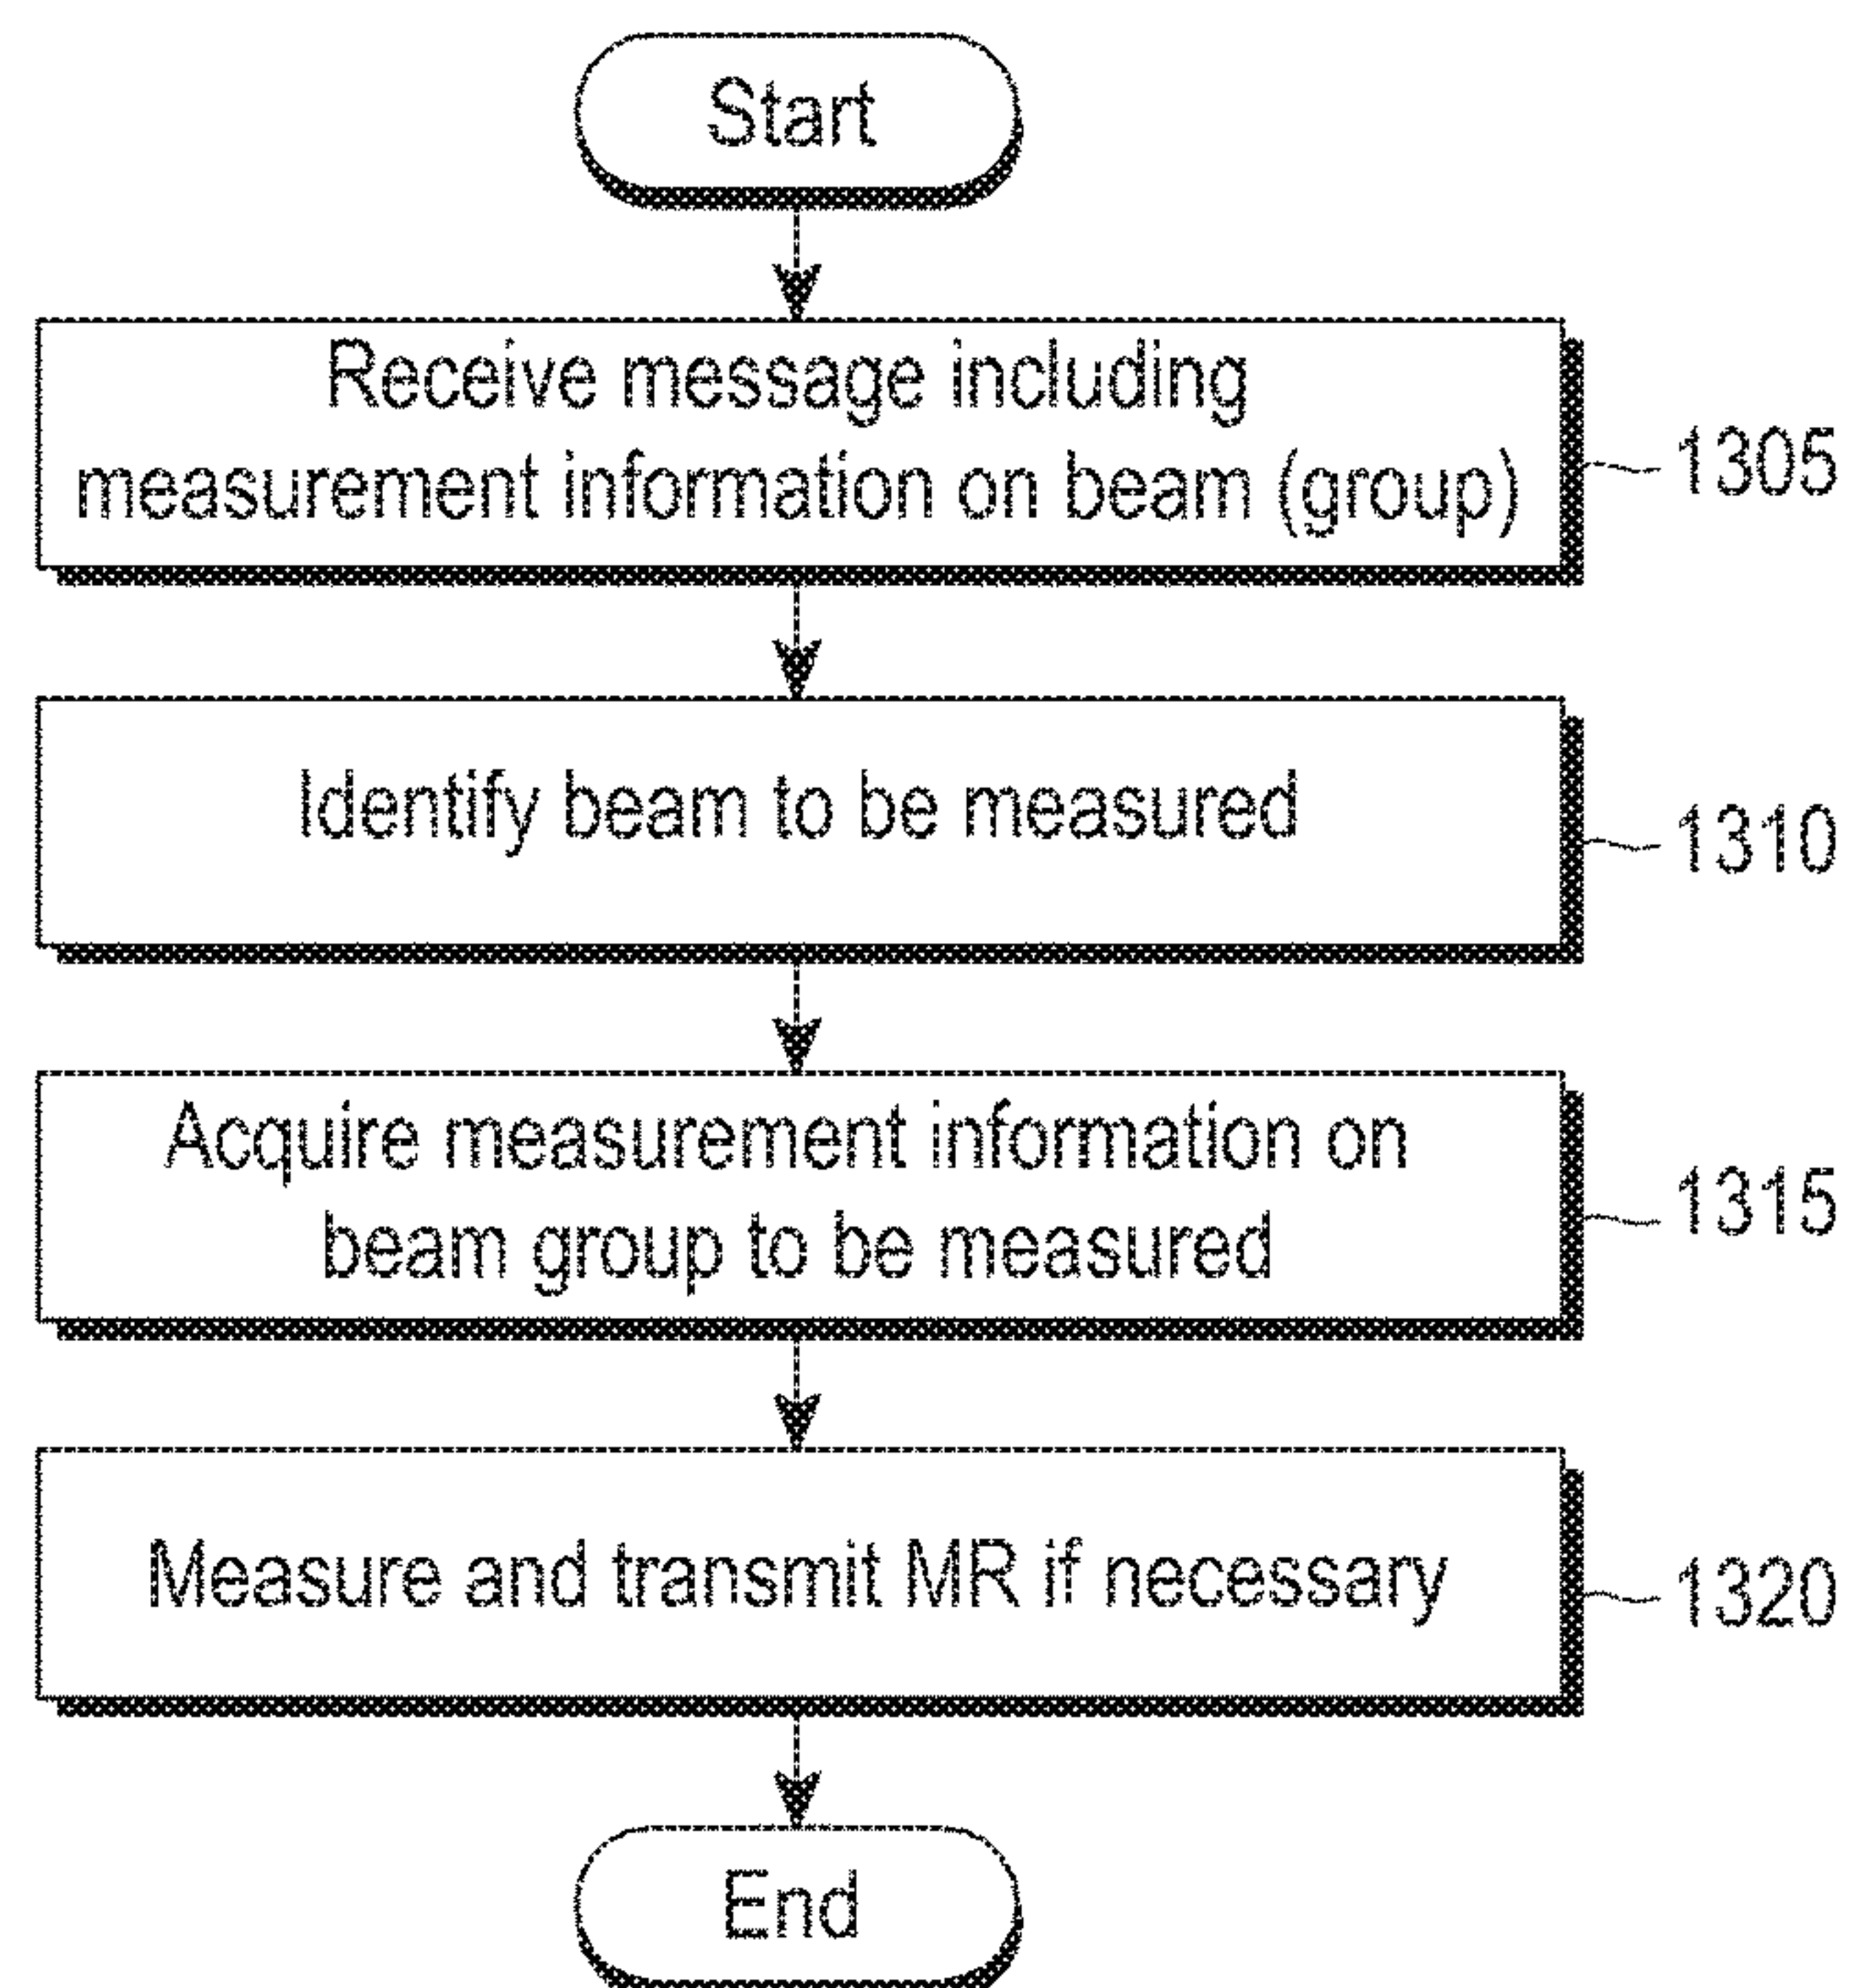 Start
Receive message including
measurement information on beam (group)
1305
Identify beam to be measured
1310
Acquire measurement information on
beam group to be measured
1315
Measure and transmit MR if necessary
1320
End